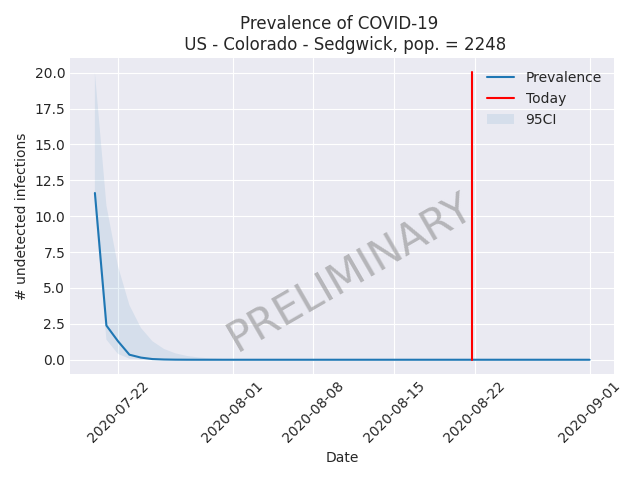 Prevalence of COVID-19
US - Colorado - Sedgwick, pop. = 2248
20.0
17.5
15.0
12.5
10.0
7.5
5.0
2.5
0.0
# undetected infections
Prevalence
Today
95CI
PRELIMINARY
2020-07-22
2020-08-01
2020-08-08
2020-08-15
2020-08-22
2020-09-01
Date